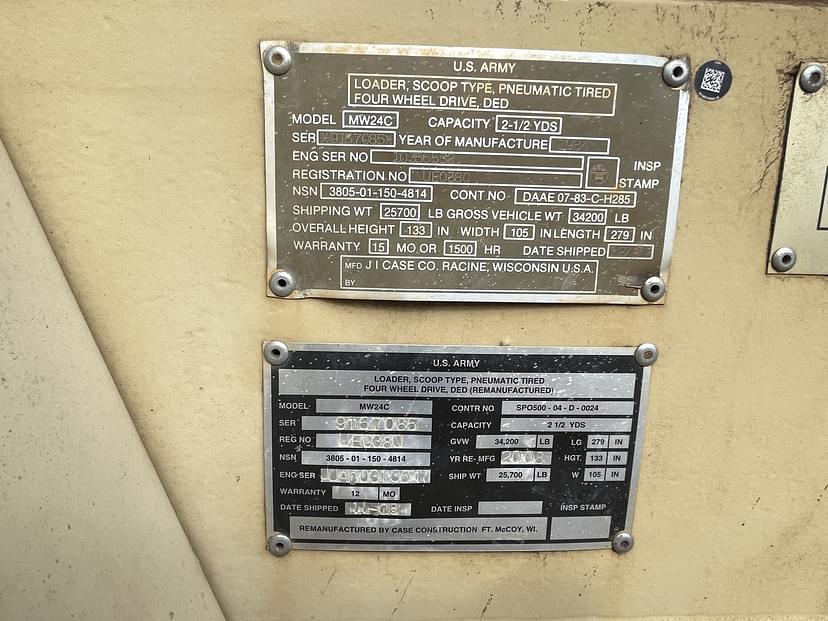 U.S. ARMY
LOADER, SCOOP TYPE, PNEUMATIC TIRED
FOUR WHEEL DRIVE, DED
MODEL MW24C CAPACITY 2-1/2 YDS
SER YEAR OF MANUFACTURE
ENG SER NO INSP
REGISTRATION NO UE0380 STAMP
NSN 3805-01-150-4814 CONT NO DAAE 07-83-C-H285
SHIPPING WT 25700 LB GROSS VEHICLE WT 34200 LB
OVERALL HEIGHT 133 IN WIDTH 105 IN LENGTH 279 IN
WARRANTY 15 MO OR 1500 HR DATE SHIPPED
MFD J I CASE CO. RACINE, WISCONSIN U.S.A.
BY
U.S. ARMY
LOADER, SCOOP TYPE, PNEUMATIC TIRED
FOUR WHEEL DRIVE, DED (REMANUFACTURED)
MODEL MW24C CONTR NO SPO500 - 04 - D - 0024
SER 9157085 CAPACITY 2 1/2 YDS
REG NO UE0380 GVW 34,200 LB LG 279 IN
NSN 3805 - 01 - 150 - 4814 YR RE- MFG 2008 HGT. 133 IN
ENG SER SHIP WT 25,700 LB W 105 IN
WARRANTY 12 MO
DATE SHIPPED DATE INSP INSP STAMP
REMANUFACTURED BY CASE CONSTRUCTION FT. McCOY, WI.